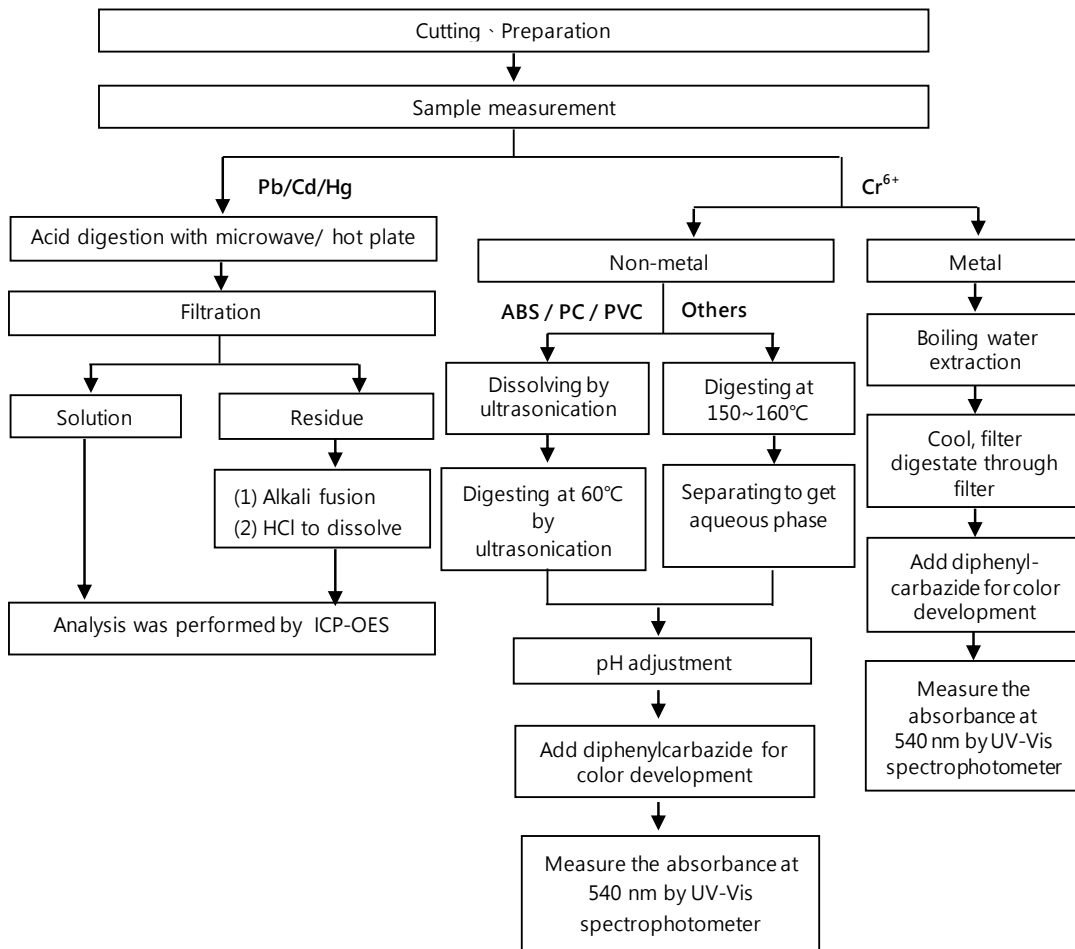 Cutting、Preparation
Sample measurement
Pb/Cd/Hg
Cr⁶⁺
Acid digestion with microwave/ hot plate
Non-metal
Metal
Filtration
ABS / PC / PVC
Others
Boiling water
extraction
Solution
Residue
Dissolving by
ultrasonication
Digesting at
150~160℃
Cool, filter
digestate through
filter
(1) Alkali fusion
(2) HCl to dissolve
Digesting at 60℃
by
ultrasonication
Separating to get
aqueous phase
Add diphenyl-
carbazide for color
development
Analysis was performed by ICP-OES
pH adjustment
Measure the
absorbance at
540 nm by UV-Vis
spectrophotometer
Add diphenylcarbazide for
color development
Measure the absorbance at
540 nm by UV-Vis
spectrophotometer